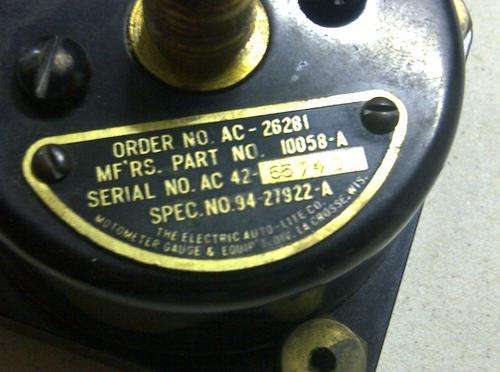 ORDER NO. AC-26281
MF'RS. PART NO. 10058-A
SERIAL NO. AC 42-
SPEC. NO. 94-27922-A
THE ELECTRIC AUTO-LITE CO.
MOTOMETER GAUGE & EQUIP'T. DIV. LA CROSSE, WIS.